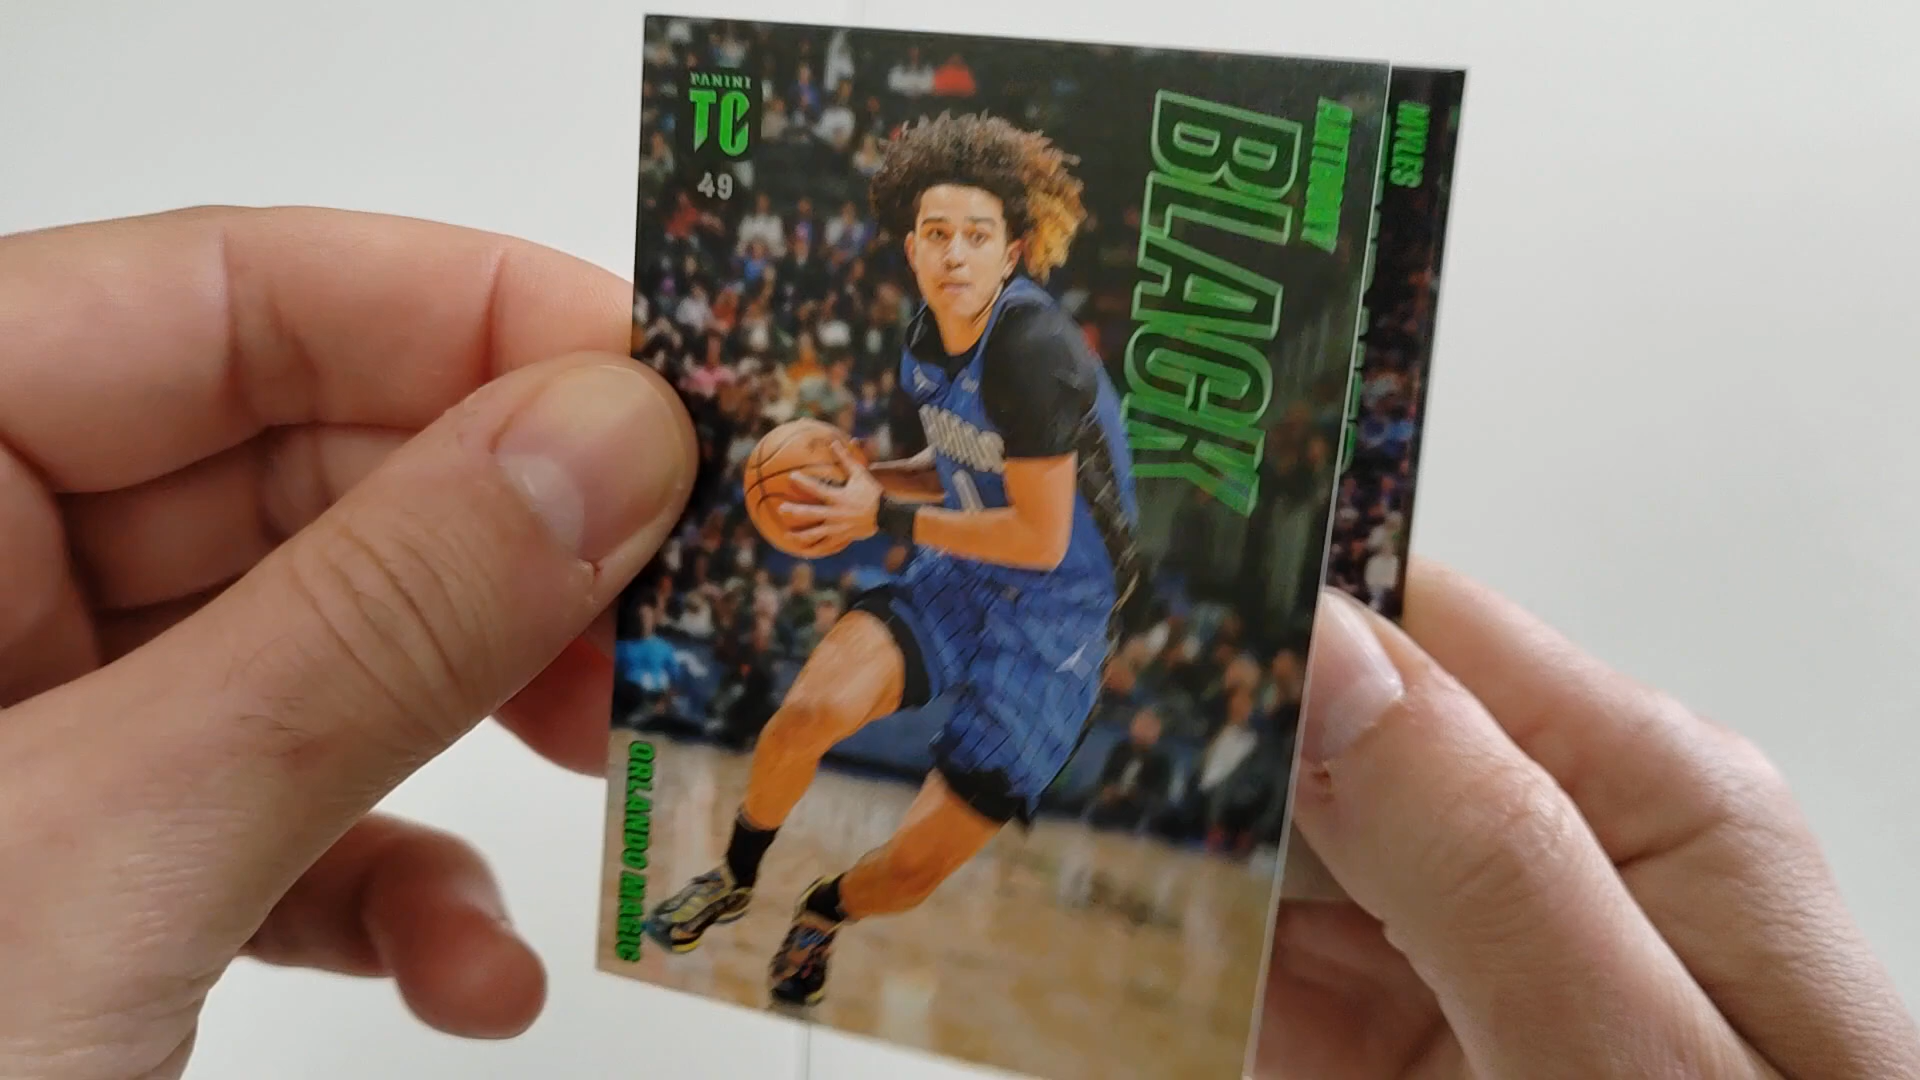 PANINI
TC
49
ANTHONY
BLACK
ORLANDO MAGIC
MYLES